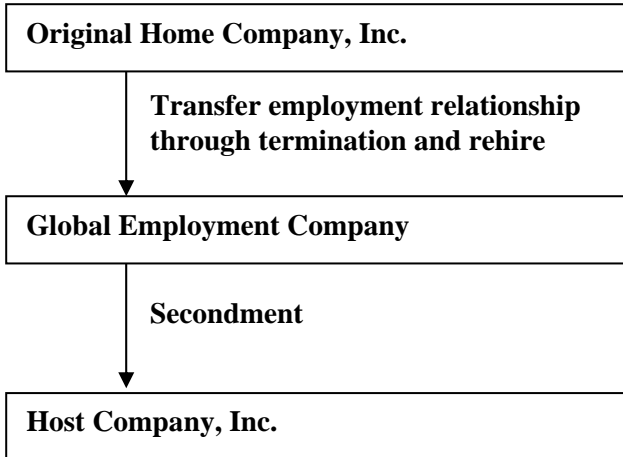 Original Home Company, Inc.
Transfer employment relationship
through termination and rehire
Global Employment Company
Secondment
Host Company, Inc.